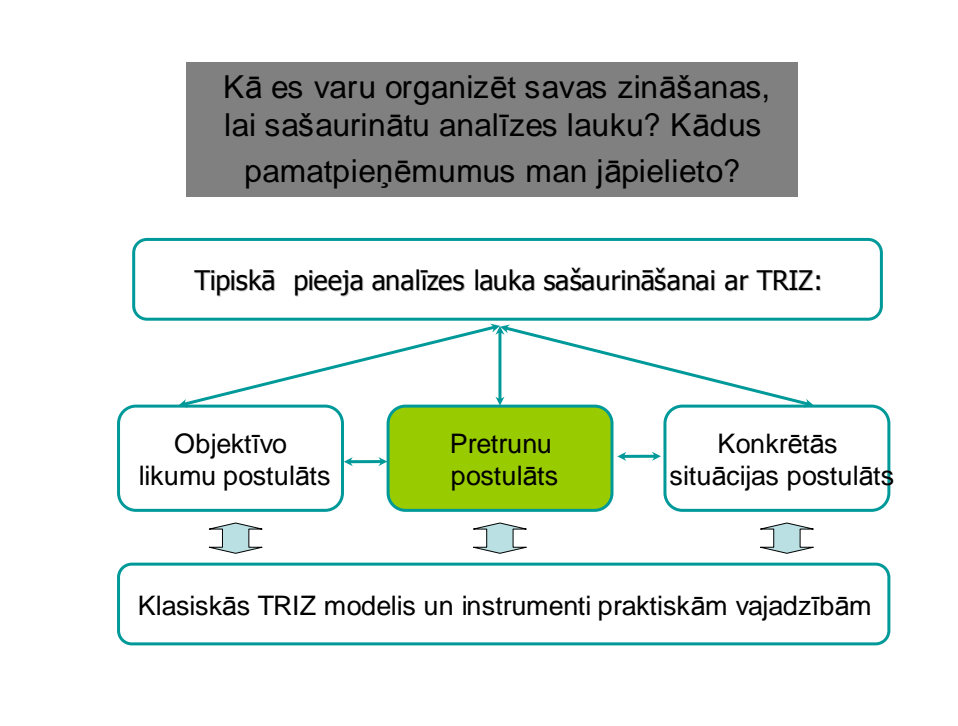 Kā es varu organizēt savas zināšanas,
lai sašaurinātu analīzes lauku? Kādus
pamatpieņēmumus man jāpielieto?
Tipiskā pieeja analīzes lauka sašaurināšanai ar TRIZ:
Objektīvo
likumu postulāts
Pretrunu
postulāts
Konkrētās
situācijas postulāts
Klasiskās TRIZ modelis un instrumenti praktiskām vajadzībām